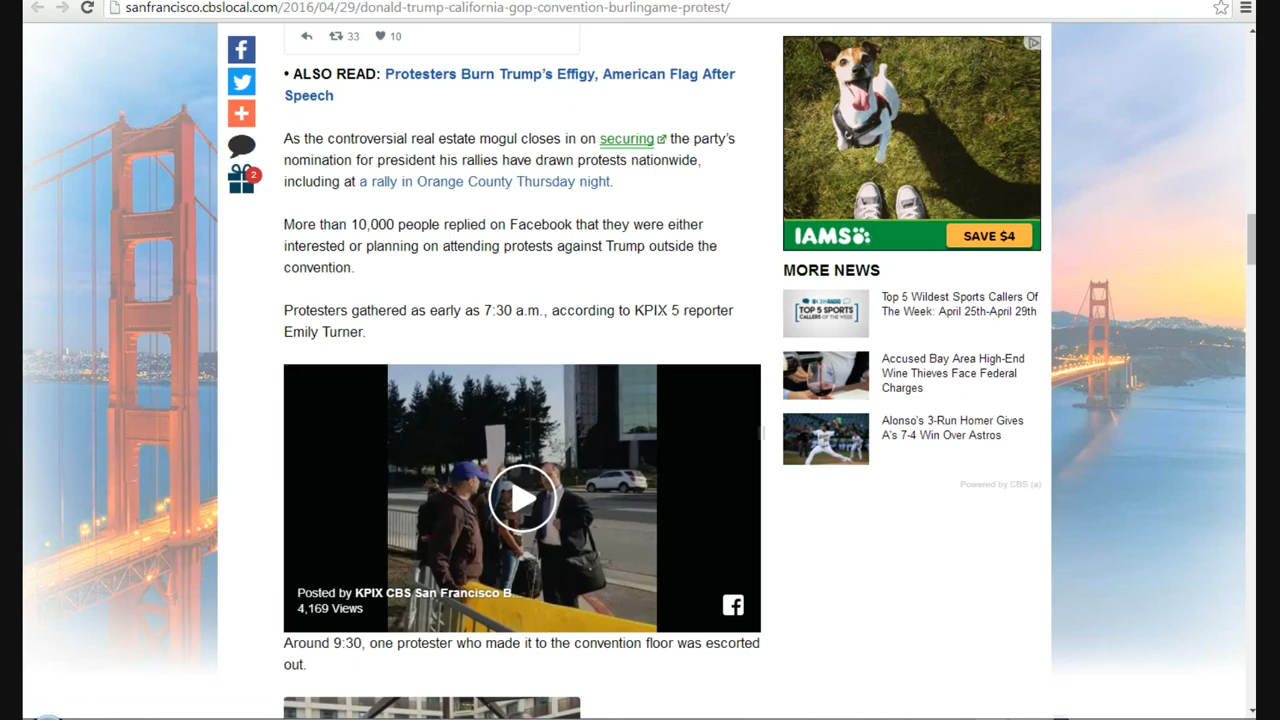 sanfrancisco.cbslocal.com/2016/04/29/donald-trump-california-gop-convention-burlingame-protest/
33 10
• ALSO READ: Protesters Burn Trump's Effigy, American Flag After
Speech
As the controversial real estate mogul closes in on securing the party's
nomination for president his rallies have drawn protests nationwide,
including at a rally in Orange County Thursday night.
More than 10,000 people replied on Facebook that they were either
interested or planning on attending protests against Trump outside the
convention.
Protesters gathered as early as 7:30 a.m., according to KPIX 5 reporter
Emily Turner.
Posted by KPIX CBS San Francisco B...
4,169 Views
Around 9:30, one protester who made it to the convention floor was escorted
out.
2
IAMS
SAVE $4
MORE NEWS
TOP 5 SPORTS
CALLERS OF THE WEEK
Top 5 Wildest Sports Callers Of
The Week: April 25th-April 29th
Accused Bay Area High-End
Wine Thieves Face Federal
Charges
Alonso's 3-Run Homer Gives
A's 7-4 Win Over Astros
Powered by CBS (a)